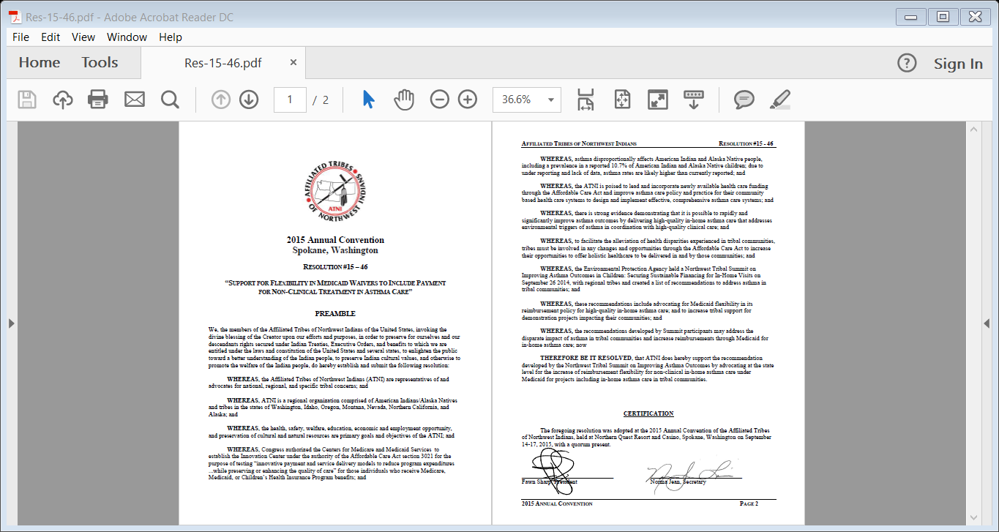 Res-15-46.pdf - Adobe Acrobat Reader DC
File Edit View Window Help
Home Tools Res-15-46.pdf × ? Sign In
1 / 2 36.6%
AFFILIATED TRIBES
OF NORTHWEST INDIANS
ATNI
2015 Annual Convention
Spokane, Washington
RESOLUTION #15 – 46
“SUPPORT FOR FLEXIBILITY IN MEDICAID WAIVERS TO INCLUDE PAYMENT
FOR NON-CLINICAL TREATMENT IN ASTHMA CARE”
PREAMBLE
We, the members of the Affiliated Tribes of Northwest Indians of the United States, invoking the
divine blessing of the Creator upon our efforts and purposes, in order to preserve for ourselves and our
descendants rights secured under Indian Treaties, Executive Orders, and benefits to which we are
entitled under the laws and constitution of the United States and several states, to enlighten the public
toward a better understanding of the Indian people, to preserve Indian cultural values, and otherwise to
promote the welfare of the Indian people, do hereby establish and submit the following resolution:
WHEREAS, the Affiliated Tribes of Northwest Indians (ATNI) are representatives of and
advocates for national, regional, and specific tribal concerns; and
WHEREAS, ATNI is a regional organization comprised of American Indians/Alaska Natives
and tribes in the states of Washington, Idaho, Oregon, Montana, Nevada, Northern California, and
Alaska; and
WHEREAS, the health, safety, welfare, education, economic and employment opportunity,
and preservation of cultural and natural resources are primary goals and objectives of the ATNI; and
WHEREAS, Congress authorized the Centers for Medicare and Medicaid Services to
establish the Innovation Center under the authority of the Affordable Care Act section 3021 for the
purpose of testing “innovative payment and service delivery models to reduce program expenditures
…while preserving or enhancing the quality of care” for those individuals who receive Medicare,
Medicaid, or Children’s Health Insurance Program benefits; and
AFFILIATED TRIBES OF NORTHWEST INDIANS RESOLUTION #15 - 46
WHEREAS, asthma disproportionally affects American Indian and Alaska Native people,
including a prevalence in a reported 10.7% of American Indian and Alaska Native children; due to
under reporting and lack of data, asthma rates are likely higher than currently reported; and
WHEREAS, the ATNI is poised to lead and incorporate newly available health care funding
through the Affordable Care Act and improve asthma care policy and practice for their community
based health care systems to design and implement effective, comprehensive asthma care systems; and
WHEREAS, there is strong evidence demonstrating that it is possible to rapidly and
significantly improve asthma outcomes by delivering high-quality in-home asthma care that addresses
environmental triggers of asthma in coordination with high-quality clinical care; and
WHEREAS, to facilitate the alleviation of health disparities experienced in tribal communities,
tribes must be involved in any changes and opportunities through the Affordable Care Act to increase
their opportunities to offer holistic healthcare to be delivered in and by those communities; and
WHEREAS, the Environmental Protection Agency held a Northwest Tribal Summit on
Improving Asthma Outcomes in Children: Securing Sustainable Financing for In-Home Visits on
September 26 2014, with regional tribes and created a list of recommendations to address asthma in
tribal communities; and
WHEREAS, these recommendations include advocating for Medicaid flexibility in its
reimbursement policy for high-quality in-home asthma care; and to increase tribal support for
demonstration projects impacting their communities; and
WHEREAS, the recommendations developed by Summit participants may address the
disparate impact of asthma in tribal communities and increase reimbursements through Medicaid for
in-home asthma care; now
THEREFORE BE IT RESOLVED, that ATNI does hereby support the recommendation
developed by the Northwest Tribal Summit on Improving Asthma Outcomes by advocating at the state
level for the increase of reimbursement flexibility for non-clinical in-home asthma care under
Medicaid for projects including in-home asthma care in tribal communities.
CERTIFICATION
The foregoing resolution was adopted at the 2015 Annual Convention of the Affiliated Tribes
of Northwest Indians, held at Northern Quest Resort and Casino, Spokane, Washington on September
14-17, 2015, with a quorum present.
Fawn Sharp, President Norma Jean, Secretary
2015 ANNUAL CONVENTION PAGE 2